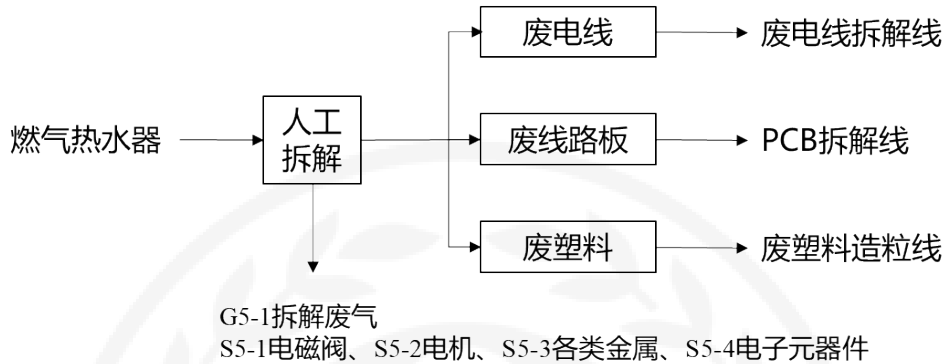 废电线
废电线拆解线
燃气热水器
人工
拆解
废线路板
PCB拆解线
废塑料
废塑料造粒线
G5-1拆解废气
S5-1电磁阀、S5-2电机、S5-3各类金属、S5-4电子元器件